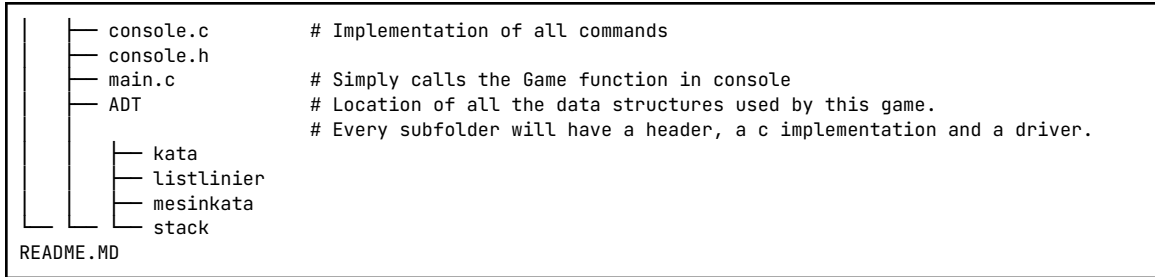 │   ├── console.c          # Implementation of all commands
│   ├── console.h
│   ├── main.c             # Simply calls the Game function in console
│   ├── ADT                # Location of all the data structures used by this game.
│   │                      # Every subfolder will have a header, a c implementation and a driver.
│   │   ├── kata
│   │   ├── listlinier
│   │   ├── mesinkata
└── └── └── stack
README.MD